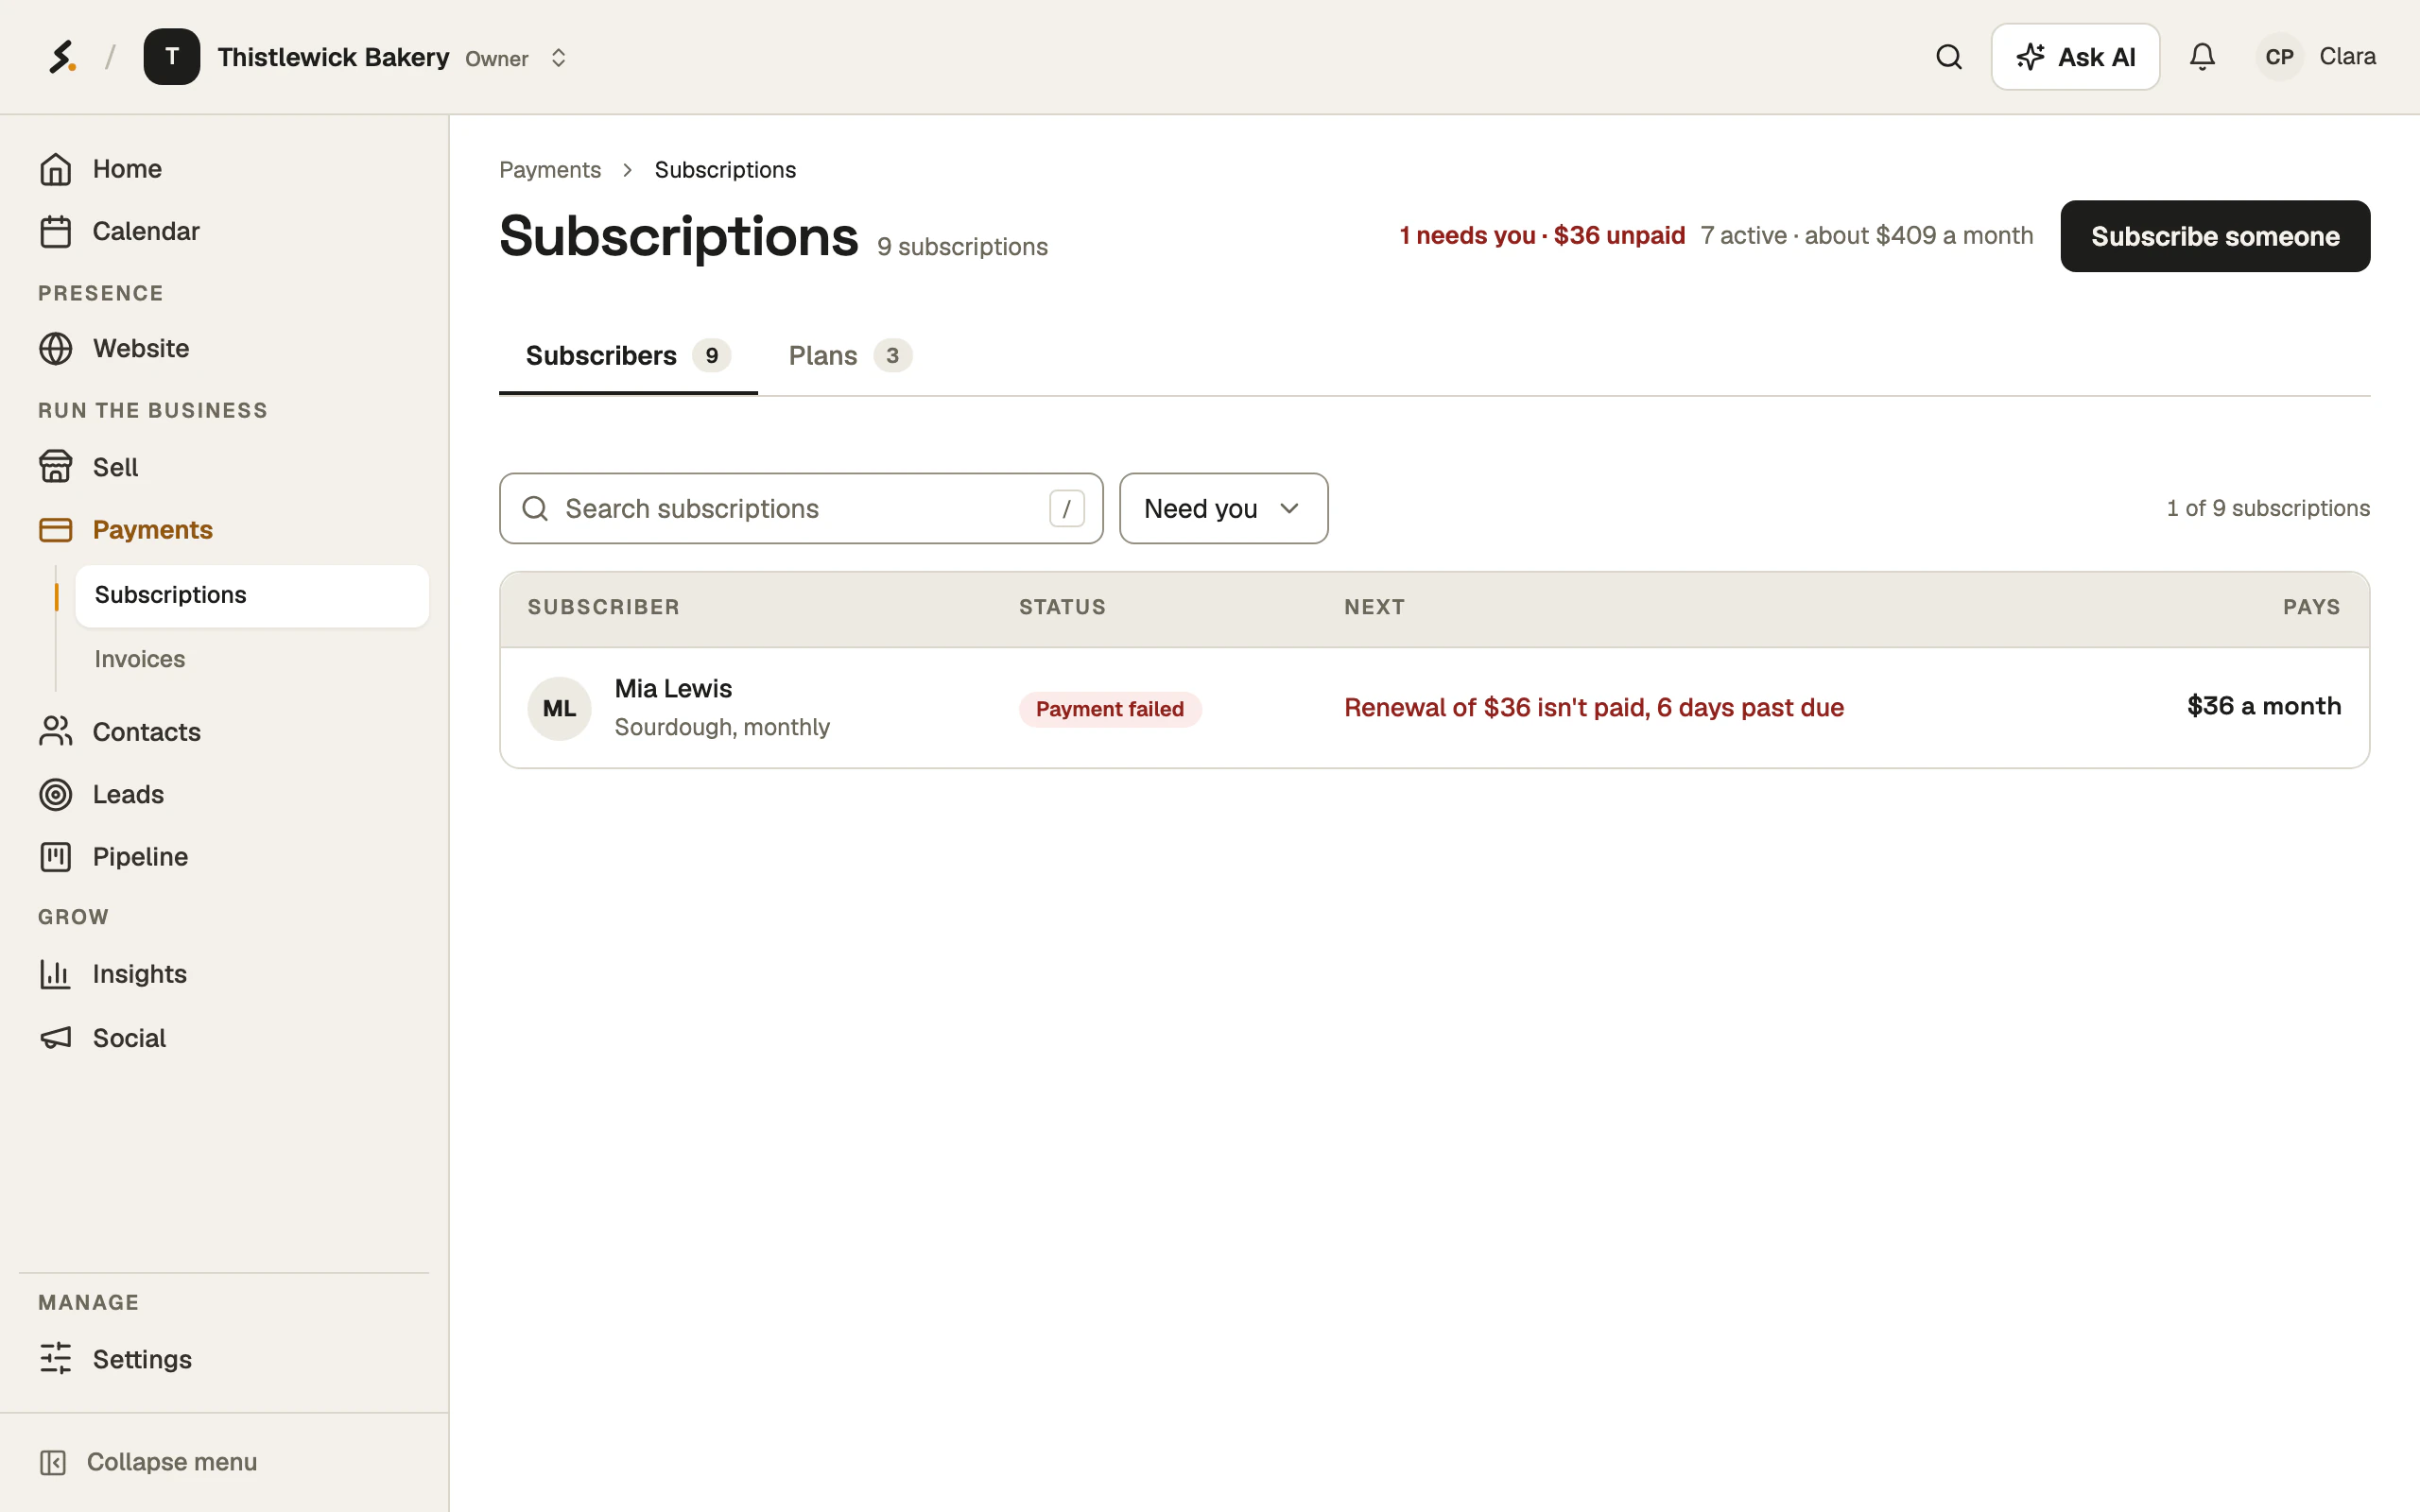 / T Thistlewick Bakery Owner
Ask AI CP Clara
Home
Calendar
PRESENCE
Website
RUN THE BUSINESS
Sell
Payments
Subscriptions
Invoices
Contacts
Leads
Pipeline
GROW
Insights
Social
MANAGE
Settings
Collapse menu
Payments > Subscriptions
Subscriptions 9 subscriptions
1 needs you · $36 unpaid 7 active · about $409 a month Subscribe someone
Subscribers 9 Plans 3
Search subscriptions / Need you 1 of 9 subscriptions
SUBSCRIBER STATUS NEXT PAYS
ML Mia Lewis
Sourdough, monthly
Payment failed Renewal of $36 isn't paid, 6 days past due $36 a month